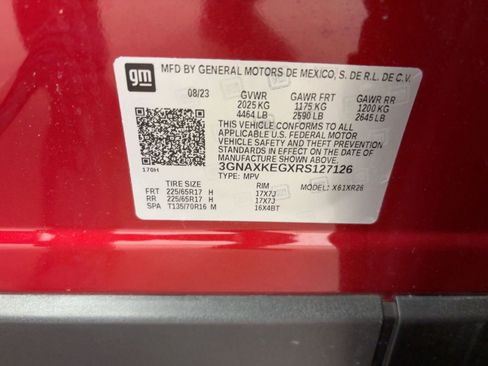 gm MFD BY GENERAL MOTORS DE MEXICO, S. DE R.L. DE C.V.
08/23 GVWR GAWR FRT GAWR RR
2025 KG 1175 KG 1200 KG
4464 LB 2590 LB 2645 LB
THIS VEHICLE CONFORMS TO ALL
APPLICABLE U.S. FEDERAL MOTOR
VEHICLE SAFETY AND THEFT PREVENTION
STANDARDS IN EFFECT ON THE DATE OF
MANUFACTURE SHOWN ABOVE.
3GNAXKEGXRS127126
170H TYPE: MPV MODEL: X61XR26
TIRE SIZE RIM
FRT 225/65R17 H 17X7J
RR 225/65R17 H 17X7J
SPA T135/70R16 M 16X4BT